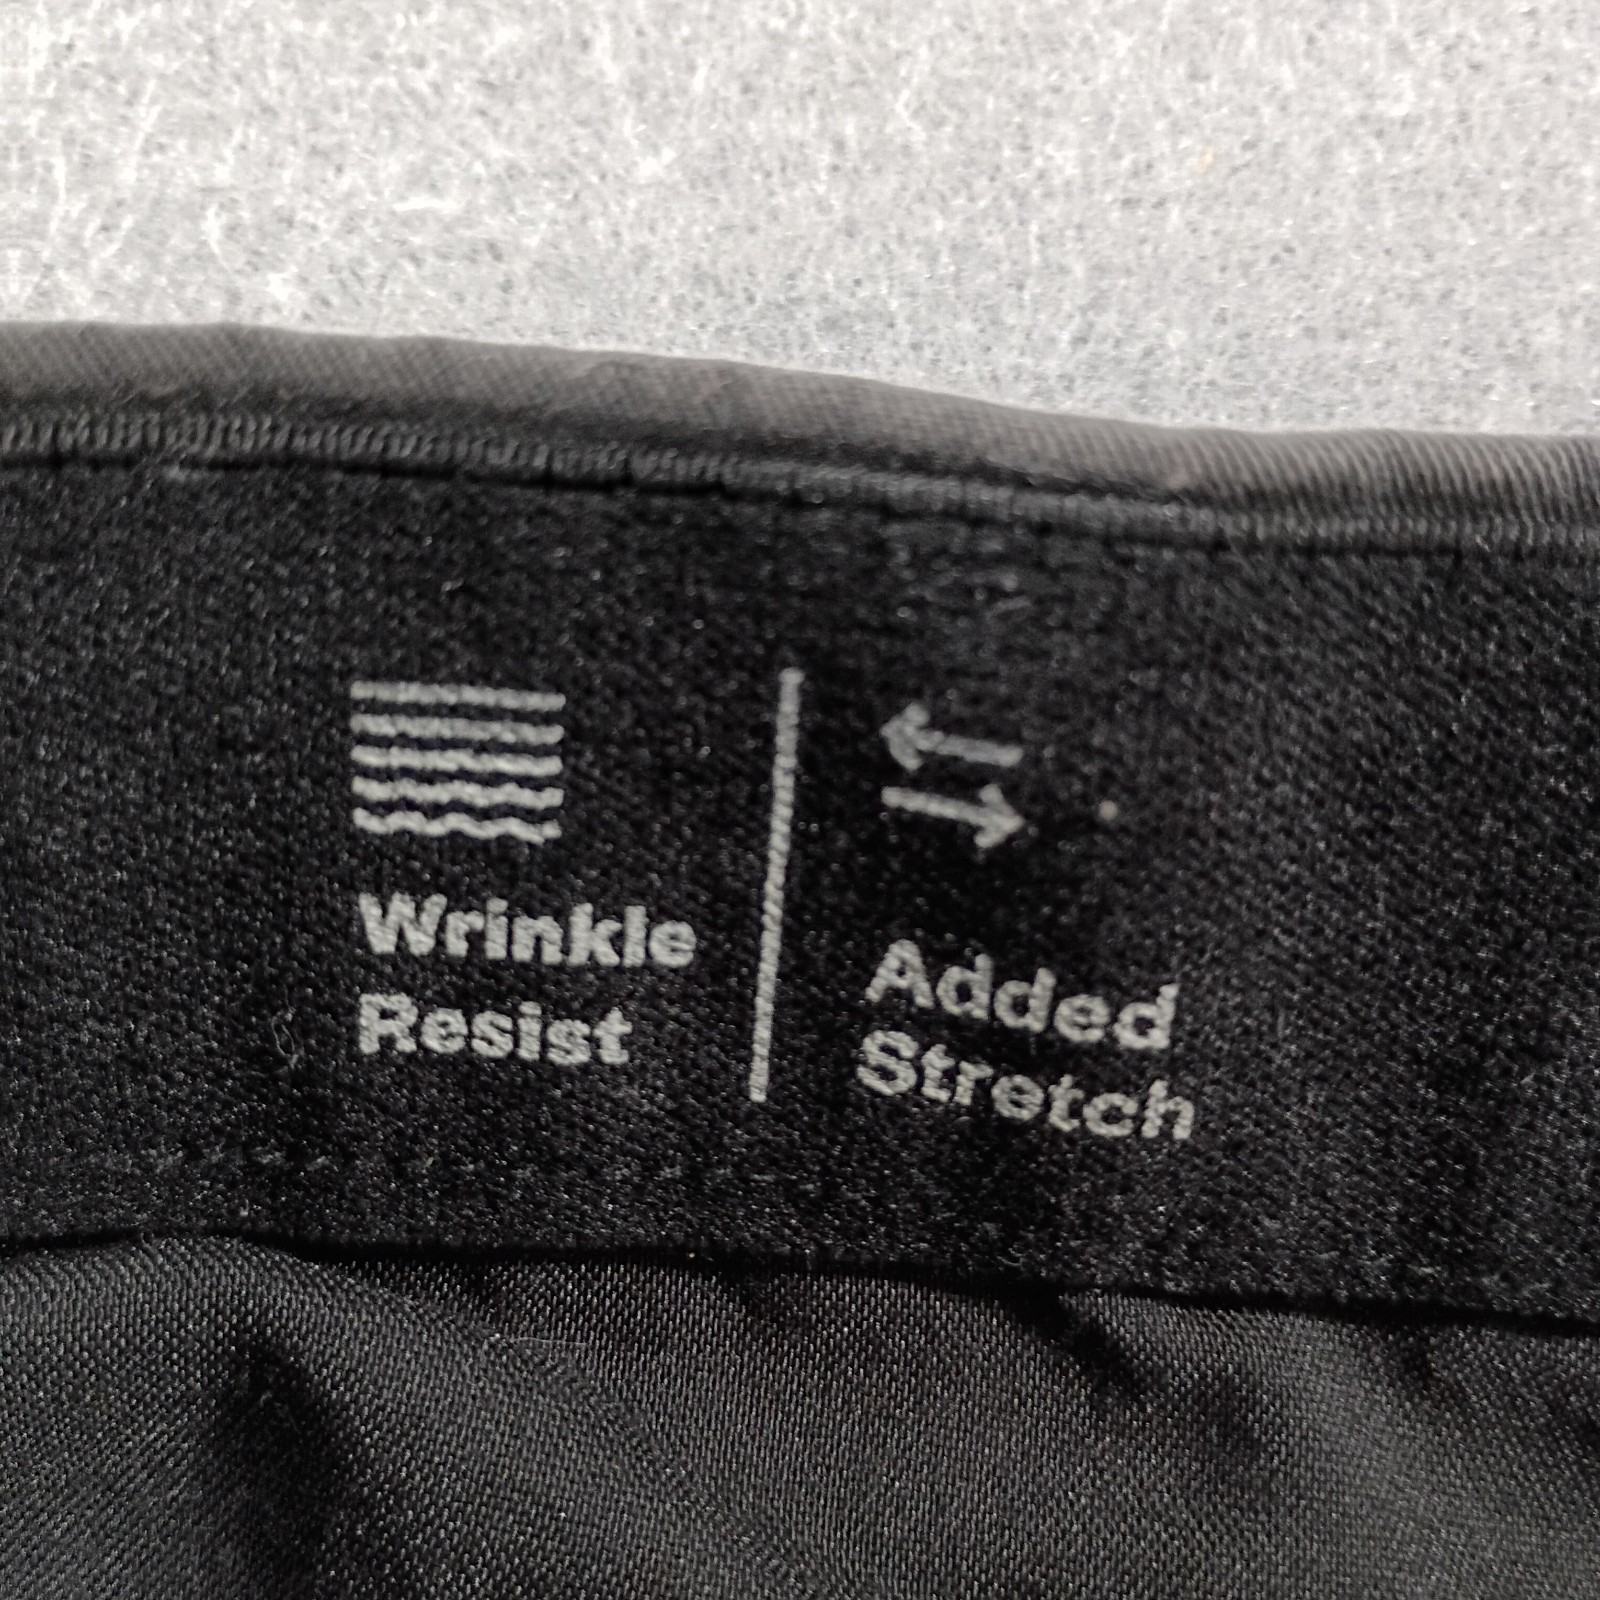 Wrinkle
Resist
Added
Stretch